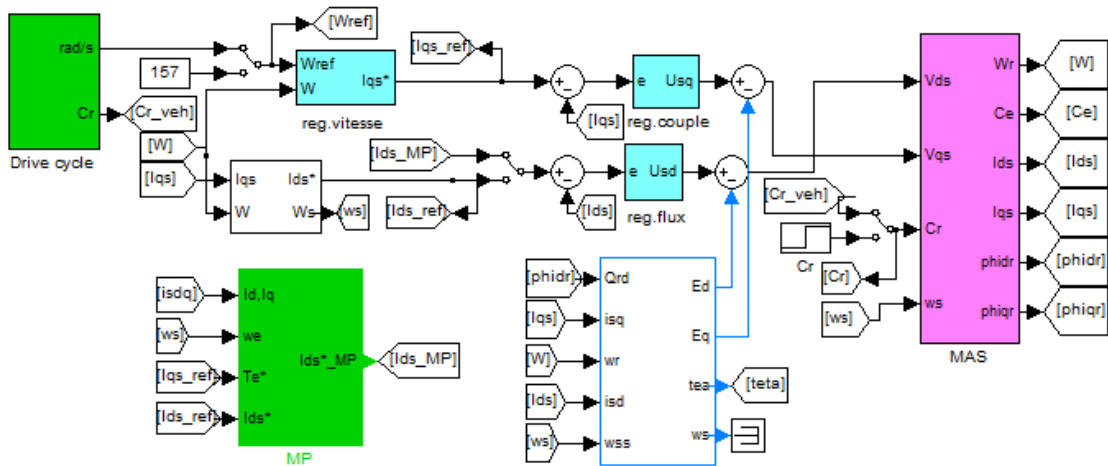 rad/s
Cr
Drive cycle
157
[Wref]
[Cr_veh]
Wref
W
Iqs*
reg.vitesse
[Iqs_ref]
[W]
[Iqs]
Iqs
W
Ids*
Ws
[ws]
[Ids_MP]
[Ids_ref]
[Iqs]
e
Usq
reg.couple
[Ids]
e
Usd
reg.flux
[Cr_veh]
Cr
[Cr]
[ws]
Vds
Vqs
Cr
ws
Wr
Ce
Ids
Iqs
phidr
phiqr
MAS
[W]
[Ce]
[Ids]
[Iqs]
[phidr]
[phiqr]
[isdq]
[ws]
[Iqs_ref]
[Ids_ref]
Id,Iq
we
Te*
Ids*
Ids*_MP
MP
[Ids_MP]
[phidr]
[Iqs]
[W]
[Ids]
[ws]
Qrd
isq
wr
isd
wss
Ed
Eq
tea
ws
[teta]